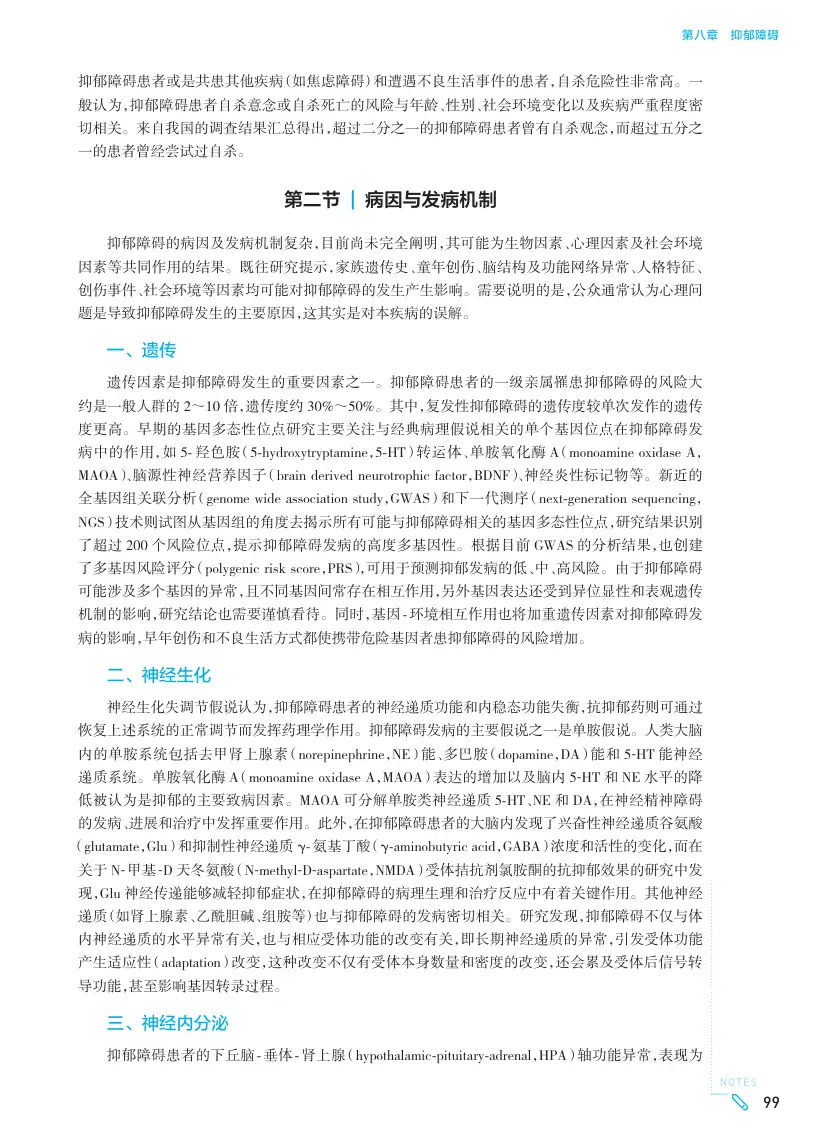 第八章 抑郁障碍
抑郁障碍患者或是共患其他疾病（如焦虑障碍）和遭遇不良生活事件的患者，自杀危险性非常高。一
般认为，抑郁障碍患者自杀意念或自杀死亡的风险与年龄、性别、社会环境变化以及疾病严重程度密
切相关。来自我国的调查结果汇总得出，超过二分之一的抑郁障碍患者曾有自杀观念，而超过五分之
一的患者曾经尝试过自杀。
第二节 | 病因与发病机制
抑郁障碍的病因及发病机制复杂，目前尚未完全阐明，其可能为生物因素、心理因素及社会环境
因素等共同作用的结果。既往研究提示，家族遗传史、童年创伤、脑结构及功能网络异常、人格特征、
创伤事件、社会环境等因素均可能对抑郁障碍的发生产生影响。需要说明的是，公众通常认为心理问
题是导致抑郁障碍发生的主要原因，这其实是对本疾病的误解。
一、遗传
遗传因素是抑郁障碍发生的重要因素之一。抑郁障碍患者的一级亲属罹患抑郁障碍的风险大
约是一般人群的 2～10 倍，遗传度约 30%～50%。其中，复发性抑郁障碍的遗传度较单次发作的遗传
度更高。早期的基因多态性位点研究主要关注与经典病理假说相关的单个基因位点在抑郁障碍发
病中的作用，如 5- 羟色胺（5-hydroxytryptamine，5-HT）转运体、单胺氧化酶 A（monoamine oxidase A，
MAOA）、脑源性神经营养因子（brain derived neurotrophic factor，BDNF）、神经炎性标记物等。新近的
全基因组关联分析（genome wide association study，GWAS）和下一代测序（next-generation sequencing，
NGS）技术则试图从基因组的角度去揭示所有可能与抑郁障碍相关的基因多态性位点，研究结果识别
了超过 200 个风险位点，提示抑郁障碍发病的高度多基因性。根据目前 GWAS 的分析结果，也创建
了多基因风险评分（polygenic risk score，PRS），可用于预测抑郁发病的低、中、高风险。由于抑郁障碍
可能涉及多个基因的异常，且不同基因间常存在相互作用，另外基因表达还受到异位显性和表观遗传
机制的影响，研究结论也需要谨慎看待。同时，基因 - 环境相互作用也将加重遗传因素对抑郁障碍发
病的影响，早年创伤和不良生活方式都使携带危险基因者患抑郁障碍的风险增加。
二、神经生化
神经生化失调节假说认为，抑郁障碍患者的神经递质功能和内稳态功能失衡，抗抑郁药则可通过
恢复上述系统的正常调节而发挥药理学作用。抑郁障碍发病的主要假说之一是单胺假说。人类大脑
内的单胺系统包括去甲肾上腺素（norepinephrine，NE）能、多巴胺（dopamine，DA）能和 5-HT 能神经
递质系统。单胺氧化酶 A（monoamine oxidase A，MAOA）表达的增加以及脑内 5-HT 和 NE 水平的降
低被认为是抑郁的主要致病因素。MAOA 可分解单胺类神经递质 5-HT、NE 和 DA，在神经精神障碍
的发病、进展和治疗中发挥重要作用。此外，在抑郁障碍患者的大脑内发现了兴奋性神经递质谷氨酸
（glutamate，Glu）和抑制性神经递质 γ- 氨基丁酸（γ-aminobutyric acid，GABA）浓度和活性的变化，而在
关于 N- 甲基 -D 天冬氨酸（N-methyl-D-aspartate，NMDA）受体拮抗剂氯胺酮的抗抑郁效果的研究中发
现，Glu 神经传递能够减轻抑郁症状，在抑郁障碍的病理生理和治疗反应中有着关键作用。其他神经
递质（如肾上腺素、乙酰胆碱、组胺等）也与抑郁障碍的发病密切相关。研究发现，抑郁障碍不仅与体
内神经递质的水平异常有关，也与相应受体功能的改变有关，即长期神经递质的异常，引发受体功能
产生适应性（adaptation）改变，这种改变不仅有受体本身数量和密度的改变，还会累及受体后信号转
导功能，甚至影响基因转录过程。
三、神经内分泌
抑郁障碍患者的下丘脑 - 垂体 - 肾上腺（hypothalamic-pituitary-adrenal，HPA）轴功能异常，表现为
NOTES
99